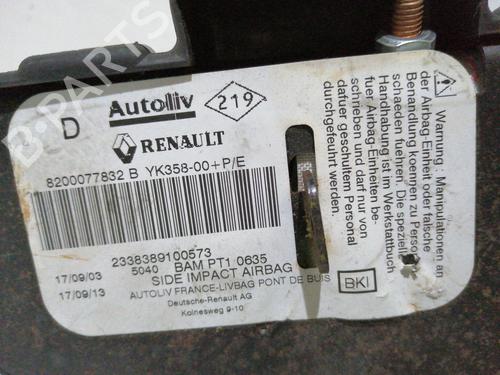 Autoliv
219
D
RENAULT
8200077832 B YK358-00+P/E
2338389100573
5040 BAM PT1 0635
17/09/03
SIDE IMPACT AIRBAG
17/09/13
AUTOLIV FRANCE-LIVBAG PONT DE BUIS
Deutsche-Renault AG
Kolnesweg 9-10
BKI
Warnung : Manipulationen an
der Airbag-Einheit oder falsche
Behandlung koennen zu Perso
schaeden fuehren. Die spezielle
Handhabung ist im Werkstattbuch
fuer Airbag-Einheiten be-
schrieben und darf nur von
dafuer geschultem Personal
durchgefuehrt werden.
B-PARTS